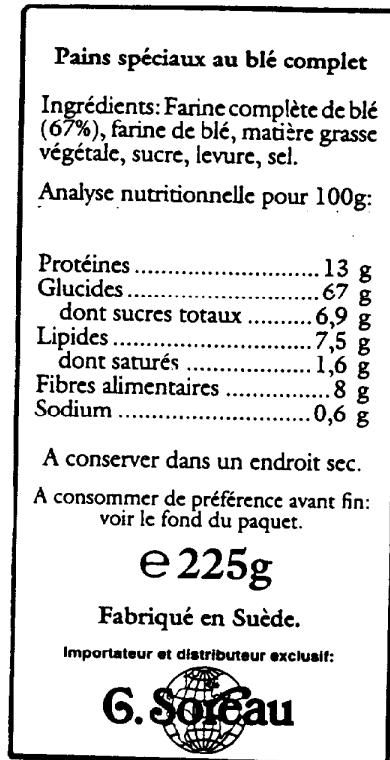 Pains spéciaux au blé complet
Ingrédients: Farine complète de blé
(67%), farine de blé, matière grasse
végétale, sucre, levure, sel.
Analyse nutritionnelle pour 100g:
Protéines ............................ 13 g
Glucides ............................. 67 g
dont sucres totaux .......... 6,9 g
Lipides .............................. 7,5 g
dont saturés ................... 1,6 g
Fibres alimentaires ................ 8 g
Sodium ............................. 0,6 g
A conserver dans un endroit sec.
A consommer de préférence avant fin:
voir le fond du paquet.
℮ 225g
Fabriqué en Suède.
Importateur et distributeur exclusif:
G. Soreau